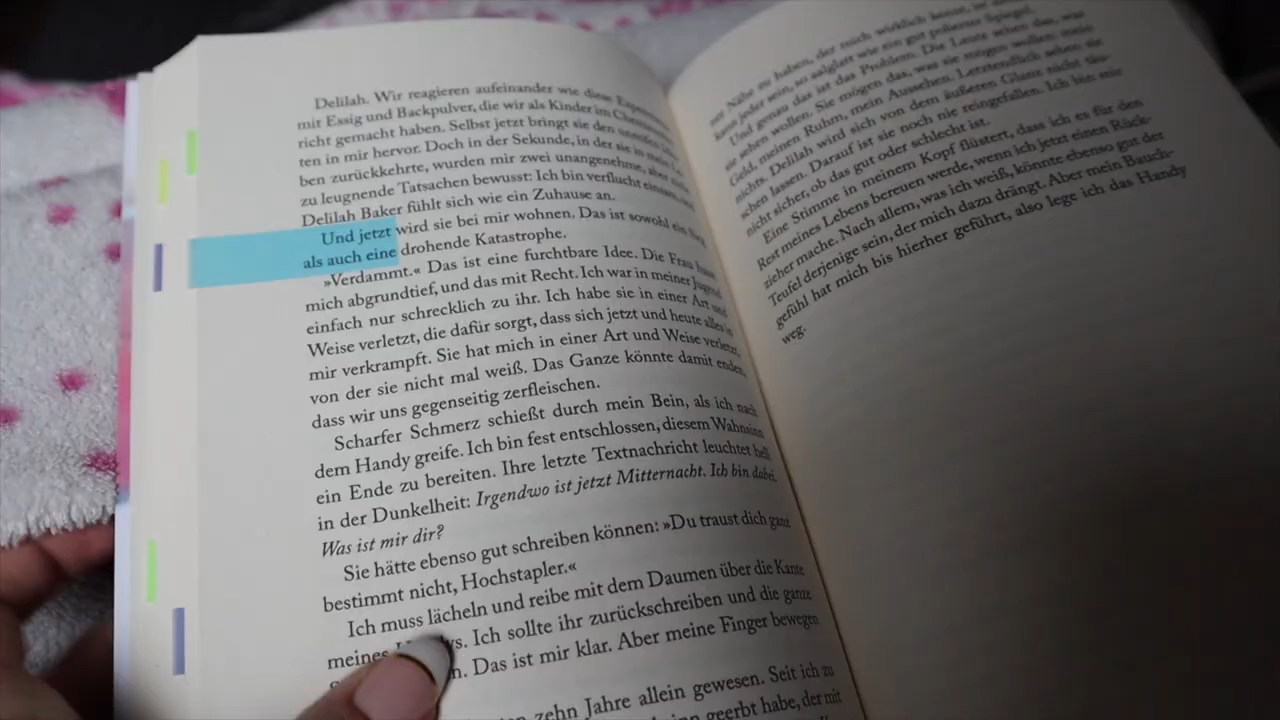 Delilah. Wir reagieren aufeinander wie diese
mit Essig und Backpulver, die wir als Kinder im
richt gemacht haben. Selbst jetzt bringt sie den
ten in mir hervor. Doch in der Sekunde, in der sie in mein
ben zurückkehrte, wurden mir zwei unangenehme, aber
zu leugnende Tatsachen bewusst: Ich bin verflucht einsam,
Delilah Baker fühlt sich wie ein Zuhause an.
Und jetzt wird sie bei mir wohnen. Das ist sowohl ein
als auch eine drohende Katastrophe.
»Verdammt.« Das ist eine furchtbare Idee. Die Frau
mich abgrundtief, und das mit Recht. Ich war in meiner Jugend
einfach nur schrecklich zu ihr. Ich habe sie in einer Art und
Weise verletzt, die dafür sorgt, dass sich jetzt und heute alles in
mir verkrampft. Sie hat mich in einer Art und Weise verletzt,
von der sie nicht mal weiß. Das Ganze könnte damit enden,
dass wir uns gegenseitig zerfleischen.
Scharfer Schmerz schießt durch mein Bein, als ich nach
dem Handy greife. Ich bin fest entschlossen, diesem Wahnsinn
ein Ende zu bereiten. Ihre letzte Textnachricht leuchtet hell
in der Dunkelheit: Irgendwo ist jetzt Mitternacht. Ich bin dabei.
Was ist mir dir?
Sie hätte ebenso gut schreiben können: »Du traust dich ganz
bestimmt nicht, Hochstapler.«
Ich muss lächeln und reibe mit dem Daumen über die Kante
meines Ich sollte ihr zurückschreiben und die ganze
Das ist mir klar. Aber meine Finger bewegen
zehn Jahre allein gewesen. Seit ich zu
geerbt habe, der mit
zur Nähe zu haben, der mich wirklich kennt, ist
kann jeder sein, so aalglatt wie ein gut polierter Spiegel.
Und genau das ist das Problem. Die Leute sehen das, was
sie sehen wollen. Sie mögen das, was sie mögen wollen: mein
Geld, meinen Ruhm, mein Aussehen. Letztendlich sehen sie
nichts. Delilah wird sich von dem äußeren Glanz nicht täu-
schen lassen. Darauf ist sie noch nie reingefallen. Ich bin mir
nicht sicher, ob das gut oder schlecht ist.
Eine Stimme in meinem Kopf flüstert, dass ich es für den
Rest meines Lebens bereuen werde, wenn ich jetzt einen Rück-
zieher mache. Nach allem, was ich weiß, könnte ebenso gut der
Teufel derjenige sein, der mich dazu drängt. Aber mein Bauch-
gefühl hat mich bis hierher geführt, also lege ich das Handy
weg.